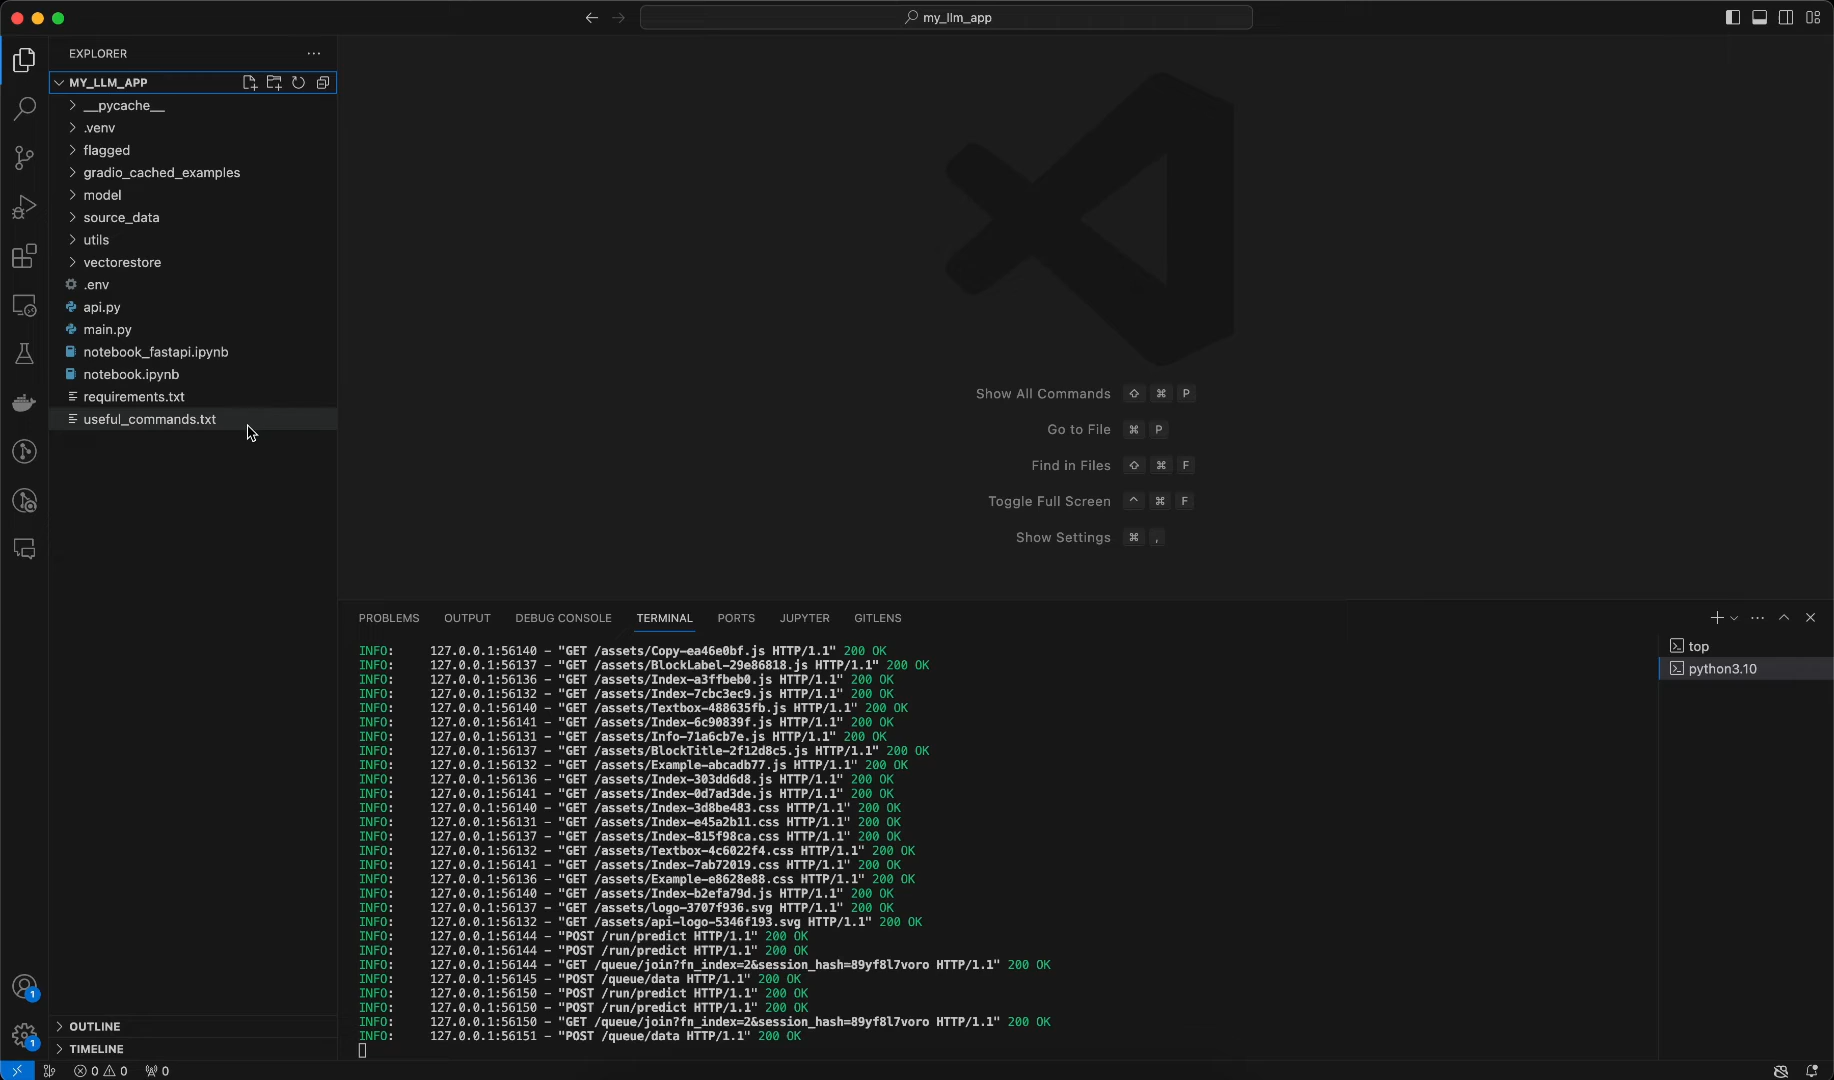 my_llm_app
EXPLORER
MY_LLM_APP
__pycache__
.venv
flagged
gradio_cached_examples
model
source_data
utils
vectorestore
.env
api.py
main.py
notebook_fastapi.ipynb
notebook.ipynb
requirements.txt
useful_commands.txt
Show All Commands ⇧ ⌘ P
Go to File ⌘ P
Find in Files ⇧ ⌘ F
Toggle Full Screen ^ ⌘ F
Show Settings ⌘ ,
PROBLEMS OUTPUT DEBUG CONSOLE TERMINAL PORTS JUPYTER GITLENS
INFO: 127.0.0.1:56140 - "GET /assets/Copy-ea46e0bf.js HTTP/1.1" 200 OK
INFO: 127.0.0.1:56137 - "GET /assets/BlockLabel-29e86818.js HTTP/1.1" 200 OK
INFO: 127.0.0.1:56136 - "GET /assets/Index-a3ffbeb0.js HTTP/1.1" 200 OK
INFO: 127.0.0.1:56132 - "GET /assets/Index-7cbc3ec9.js HTTP/1.1" 200 OK
INFO: 127.0.0.1:56140 - "GET /assets/Textbox-488635fb.js HTTP/1.1" 200 OK
INFO: 127.0.0.1:56141 - "GET /assets/Index-6c90839f.js HTTP/1.1" 200 OK
INFO: 127.0.0.1:56131 - "GET /assets/Info-71a6cb7e.js HTTP/1.1" 200 OK
INFO: 127.0.0.1:56137 - "GET /assets/BlockTitle-2f12d8c5.js HTTP/1.1" 200 OK
INFO: 127.0.0.1:56132 - "GET /assets/Example-abcadb77.js HTTP/1.1" 200 OK
INFO: 127.0.0.1:56136 - "GET /assets/Index-303dd6d8.js HTTP/1.1" 200 OK
INFO: 127.0.0.1:56141 - "GET /assets/Index-0d7ad3de.js HTTP/1.1" 200 OK
INFO: 127.0.0.1:56140 - "GET /assets/Index-3d8be483.css HTTP/1.1" 200 OK
INFO: 127.0.0.1:56131 - "GET /assets/Index-e45a2b11.css HTTP/1.1" 200 OK
INFO: 127.0.0.1:56137 - "GET /assets/Index-815f98ca.css HTTP/1.1" 200 OK
INFO: 127.0.0.1:56132 - "GET /assets/Textbox-4c6022f4.css HTTP/1.1" 200 OK
INFO: 127.0.0.1:56141 - "GET /assets/Index-7ab72019.css HTTP/1.1" 200 OK
INFO: 127.0.0.1:56136 - "GET /assets/Example-e8628e88.css HTTP/1.1" 200 OK
INFO: 127.0.0.1:56140 - "GET /assets/Index-b2efa79d.js HTTP/1.1" 200 OK
INFO: 127.0.0.1:56137 - "GET /assets/logo-3707f936.svg HTTP/1.1" 200 OK
INFO: 127.0.0.1:56132 - "GET /assets/api-logo-5346f193.svg HTTP/1.1" 200 OK
INFO: 127.0.0.1:56144 - "POST /run/predict HTTP/1.1" 200 OK
INFO: 127.0.0.1:56144 - "POST /run/predict HTTP/1.1" 200 OK
INFO: 127.0.0.1:56144 - "GET /queue/join?fn_index=2&session_hash=89yf8l7voro HTTP/1.1" 200 OK
INFO: 127.0.0.1:56145 - "POST /queue/data HTTP/1.1" 200 OK
INFO: 127.0.0.1:56150 - "POST /run/predict HTTP/1.1" 200 OK
INFO: 127.0.0.1:56150 - "POST /run/predict HTTP/1.1" 200 OK
INFO: 127.0.0.1:56150 - "GET /queue/join?fn_index=2&session_hash=89yf8l7voro HTTP/1.1" 200 OK
INFO: 127.0.0.1:56151 - "POST /queue/data HTTP/1.1" 200 OK
top
python3.10
1
1
OUTLINE
TIMELINE
0 0 0